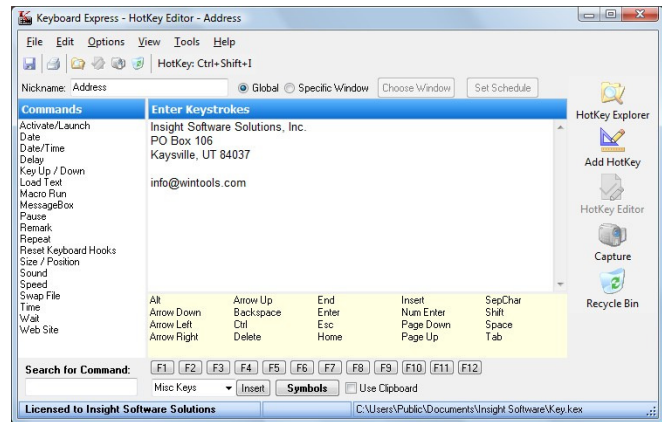 Keyboard Express - HotKey Editor - Address
File Edit Options View Tools Help
HotKey: Ctrl+Shift+I
Nickname: Address Global Specific Window Choose Window Set Schedule
Commands
Activate/Launch
Date
Date/Time
Delay
Key Up / Down
Load Text
Macro Run
MessageBox
Pause
Remark
Repeat
Reset Keyboard Hooks
Size / Position
Sound
Speed
Swap File
Time
Wait
Web Site
Enter Keystrokes
Insight Software Solutions, Inc.
PO Box 106
Kaysville, UT 84037
info@wintools.com
Alt Arrow Up End Insert SepChar
Arrow Down Backspace Enter Num Enter Shift
Arrow Left Ctrl Esc Page Down Space
Arrow Right Delete Home Page Up Tab
HotKey Explorer
Add HotKey
HotKey Editor
Capture
Recycle Bin
Search for Command: F1 F2 F3 F4 F5 F6 F7 F8 F9 F10 F11 F12
Misc Keys Insert Symbols Use Clipboard
Licensed to Insight Software Solutions C:\Users\Public\Documents\Insight Software\Key.kex